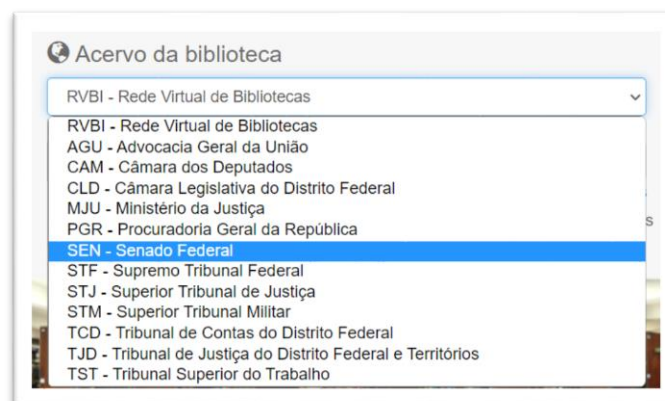 Acervo da biblioteca
RVBI - Rede Virtual de Bibliotecas
RVBI - Rede Virtual de Bibliotecas
AGU - Advocacia Geral da União
CAM - Câmara dos Deputados
CLD - Câmara Legislativa do Distrito Federal
MJU - Ministério da Justiça
PGR - Procuradoria Geral da República
SEN - Senado Federal
STF - Supremo Tribunal Federal
STJ - Superior Tribunal de Justiça
STM - Superior Tribunal Militar
TCD - Tribunal de Contas do Distrito Federal
TJD - Tribunal de Justiça do Distrito Federal e Territórios
TST - Tribunal Superior do Trabalho